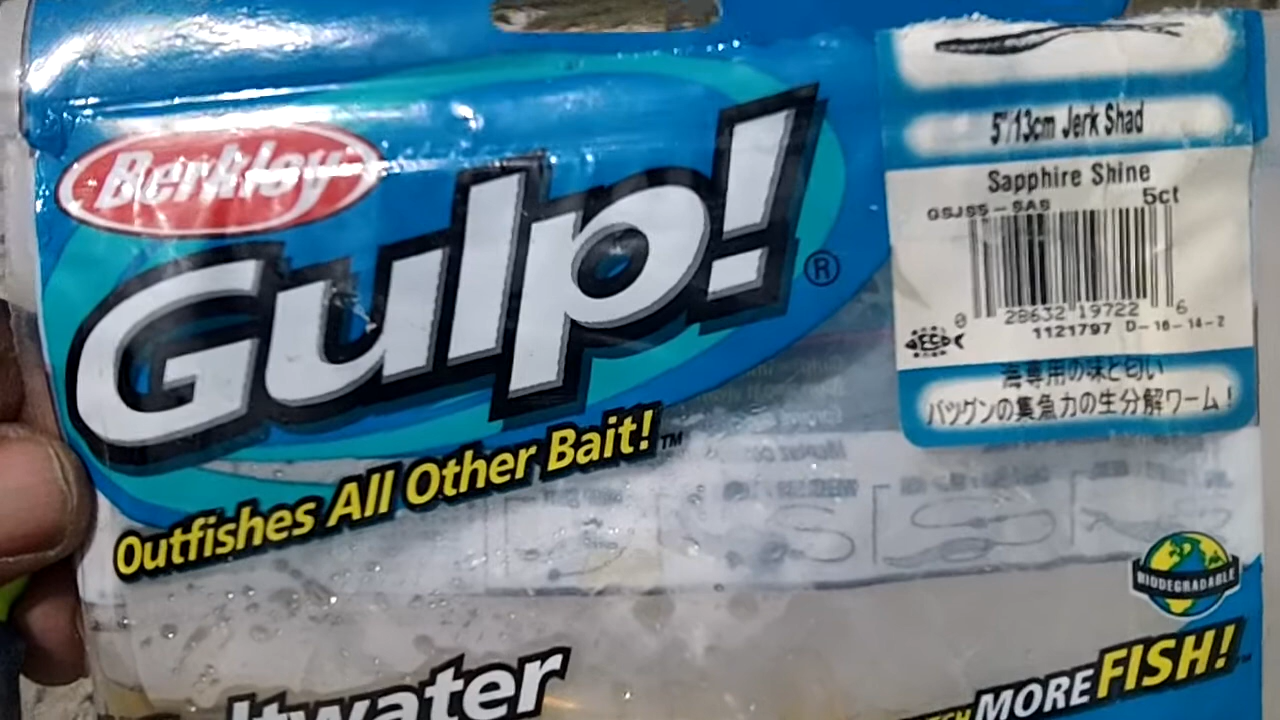 Berkley
Gulp!®
Outfishes All Other Bait!™
5"/13cm Jerk Shad
Sapphire Shine
5ct
GSJS5-SAS
0 28632 19722 6
1121797 D-16-14-2
海専用の味と匂い
バツグンの集魚力の生分解ワーム！
BIODEGRADABLE
ltwater
MORE FISH!™